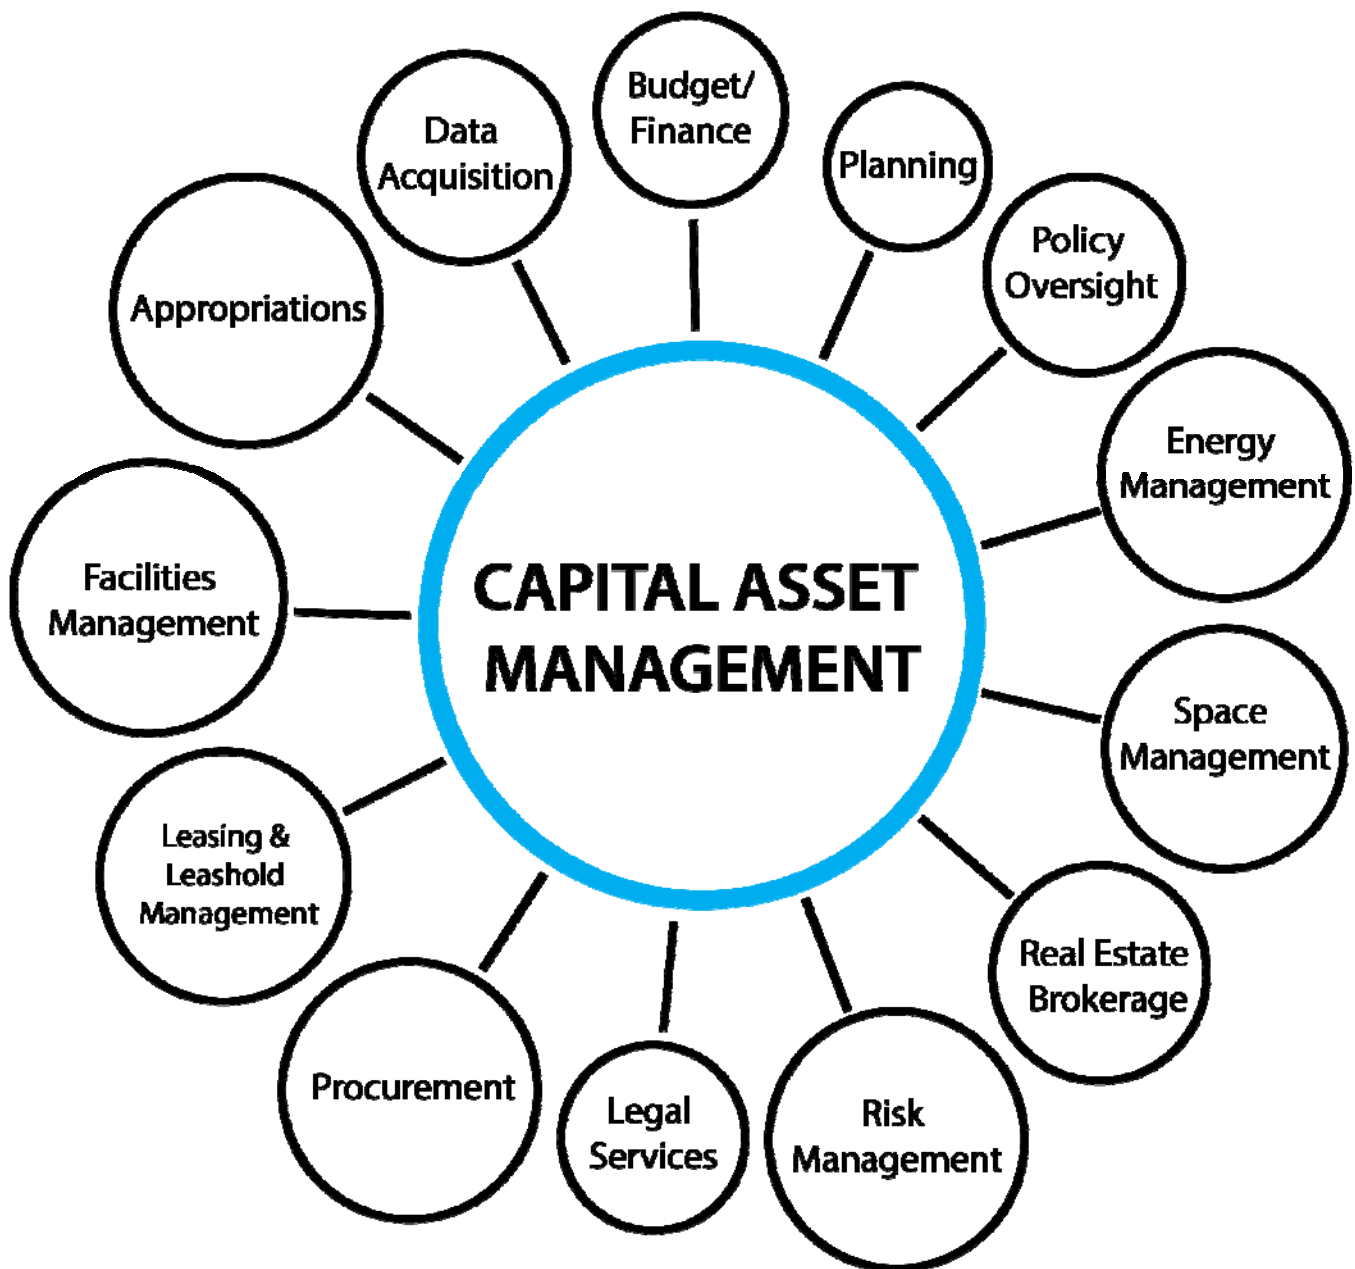 Budget/
Finance
Planning
Policy
Oversight
Energy
Management
Space
Management
Real Estate
Brokerage
Risk
Management
Legal
Services
Procurement
Leasing &
Leashold
Management
Facilities
Management
Appropriations
Data
Acquisition
CAPITAL ASSET
MANAGEMENT